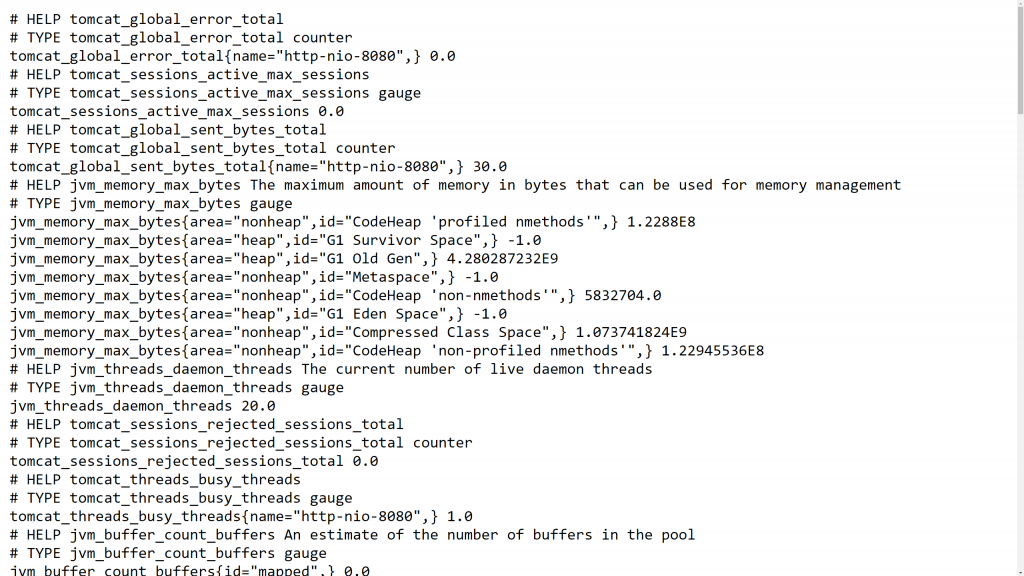 # HELP tomcat_global_error_total
# TYPE tomcat_global_error_total counter
tomcat_global_error_total{name="http-nio-8080",} 0.0
# HELP tomcat_sessions_active_max_sessions
# TYPE tomcat_sessions_active_max_sessions gauge
tomcat_sessions_active_max_sessions 0.0
# HELP tomcat_global_sent_bytes_total
# TYPE tomcat_global_sent_bytes_total counter
tomcat_global_sent_bytes_total{name="http-nio-8080",} 30.0
# HELP jvm_memory_max_bytes The maximum amount of memory in bytes that can be used for memory management
# TYPE jvm_memory_max_bytes gauge
jvm_memory_max_bytes{area="nonheap",id="CodeHeap 'profiled nmethods'",} 1.2288E8
jvm_memory_max_bytes{area="heap",id="G1 Survivor Space",} -1.0
jvm_memory_max_bytes{area="heap",id="G1 Old Gen",} 4.280287232E9
jvm_memory_max_bytes{area="nonheap",id="Metaspace",} -1.0
jvm_memory_max_bytes{area="nonheap",id="CodeHeap 'non-nmethods'",} 5832704.0
jvm_memory_max_bytes{area="heap",id="G1 Eden Space",} -1.0
jvm_memory_max_bytes{area="nonheap",id="Compressed Class Space",} 1.073741824E9
jvm_memory_max_bytes{area="nonheap",id="CodeHeap 'non-profiled nmethods'",} 1.22945536E8
# HELP jvm_threads_daemon_threads The current number of live daemon threads
# TYPE jvm_threads_daemon_threads gauge
jvm_threads_daemon_threads 20.0
# HELP tomcat_sessions_rejected_sessions_total
# TYPE tomcat_sessions_rejected_sessions_total counter
tomcat_sessions_rejected_sessions_total 0.0
# HELP tomcat_threads_busy_threads
# TYPE tomcat_threads_busy_threads gauge
tomcat_threads_busy_threads{name="http-nio-8080",} 1.0
# HELP jvm_buffer_count_buffers An estimate of the number of buffers in the pool
# TYPE jvm_buffer_count_buffers gauge
jvm_buffer_count_buffers{id="mapped",} 0.0